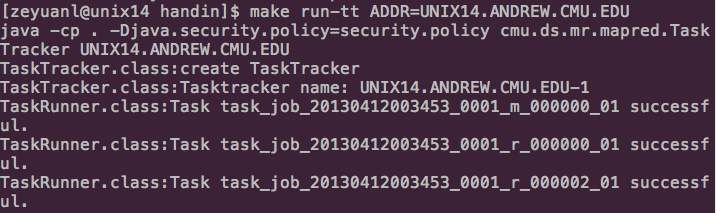 [zeyuanl@unix14 handin]$ make run-tt ADDR=UNIX14.ANDREW.CMU.EDU
java -cp . -Djava.security.policy=security.policy cmu.ds.mr.mapred.Task
Tracker UNIX14.ANDREW.CMU.EDU
TaskTracker.class:create TaskTracker
TaskTracker.class:Tasktracker name: UNIX14.ANDREW.CMU.EDU-1
TaskRunner.class:Task task_job_20130412003453_0001_m_000000_01 successf
ul.
TaskRunner.class:Task task_job_20130412003453_0001_r_000000_01 successf
ul.
TaskRunner.class:Task task_job_20130412003453_0001_r_000002_01 successf
ul.